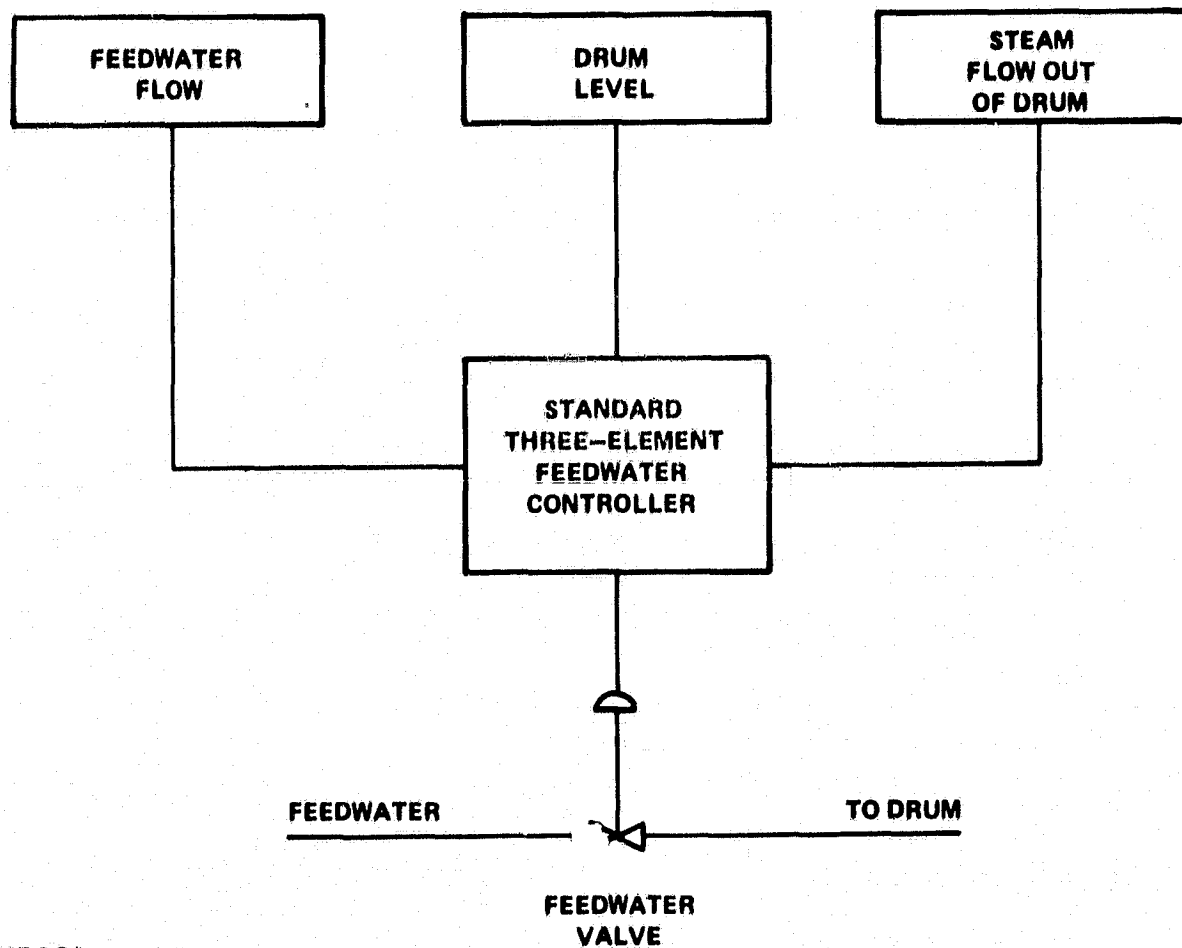 FEEDWATER
FLOW
DRUM
LEVEL
STEAM
FLOW OUT
OF DRUM
STANDARD
THREE-ELEMENT
FEEDWATER
CONTROLLER
FEEDWATER
TO DRUM
FEEDWATER
VALVE